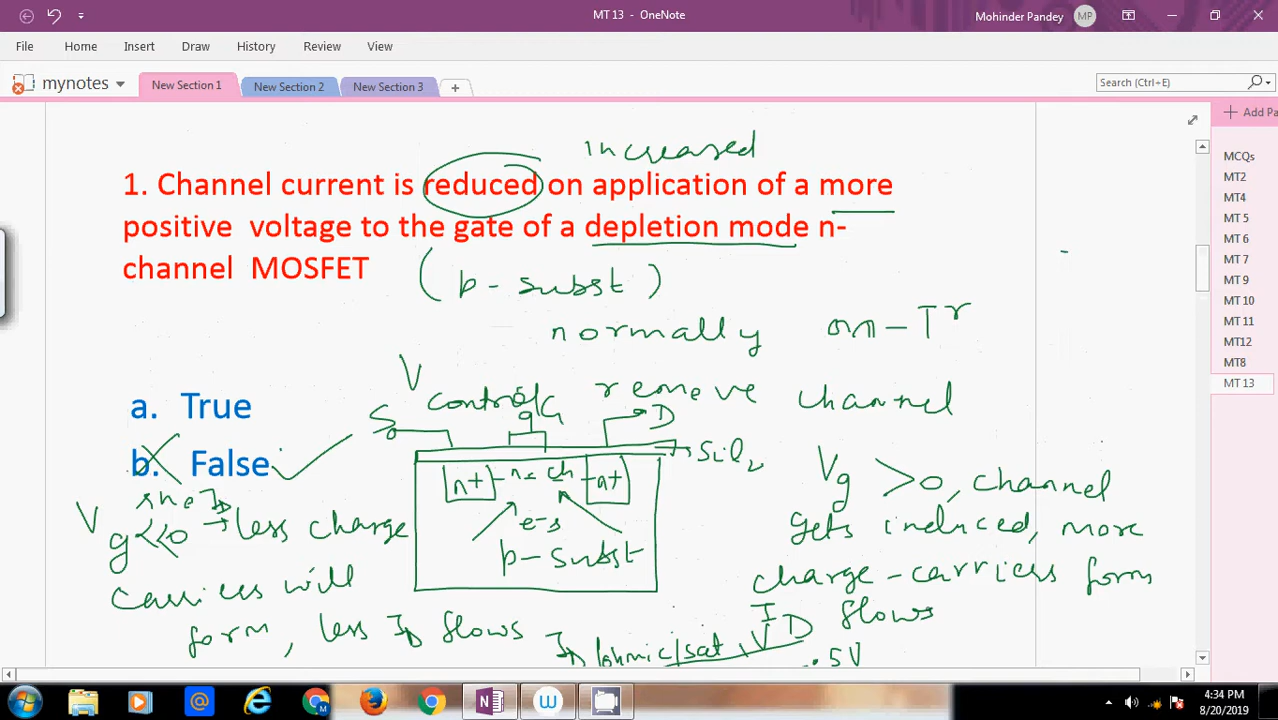 MT 13 - OneNote
Mohinder Pandey MP
File Home Insert Draw History Review View
mynotes New Section 1 New Section 2 New Section 3 + Search (Ctrl+E)
Add Pa
MCQs
MT2
MT4
MT 5
MT 6
MT 7
MT 9
MT 10
MT 11
MT12
MT8
MT 13
increased
1. Channel current is reduced on application of a more
positive voltage to the gate of a depletion mode n-
channel MOSFET
(p-subst)
normally on-Tr
V controls remove channel
a. True
b. False
S G D
SiO2
n+ n-ch n+
e-s
p-subst
Vg<<0 → less charge
carriers will
form, less ID flows
Vg >0, channel
gets induced, more
charge-carriers form
ID flows
ID ohmic/sat, VD
.5V
4:34 PM
8/20/2019